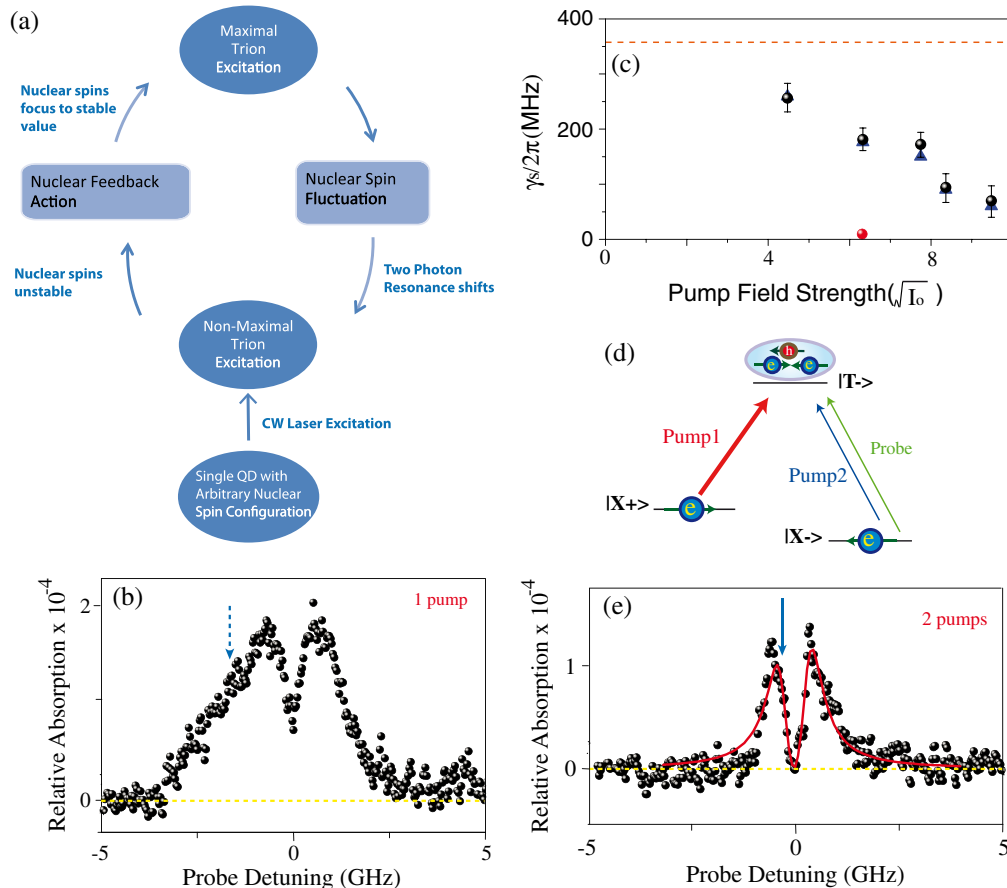 (a)
Maximal
Trion
Excitation
Nuclear spins
focus to stable
value
Nuclear Feedback
Action
Nuclear Spin
Fluctuation
Nuclear spins
unstable
Two Photon
Resonance shifts
Non-Maximal
Trion
Excitation
CW Laser Excitation
Single QD with
Arbitrary Nuclear
Spin Configuration
(c)
400
200
0
γs/2π(MHz)
0 4 8
Pump Field Strength(√Io )
(d)
h
e e
|T->
Pump1
Probe
Pump2
|X+>
e
|X->
e
(b)
1 pump
2
0
Relative Absorption x 10-4
-5 0 5
Probe Detuning (GHz)
(e)
2 pumps
1
0
Relative Absorption x 10-4
-5 0 5
Probe Detuning (GHz)